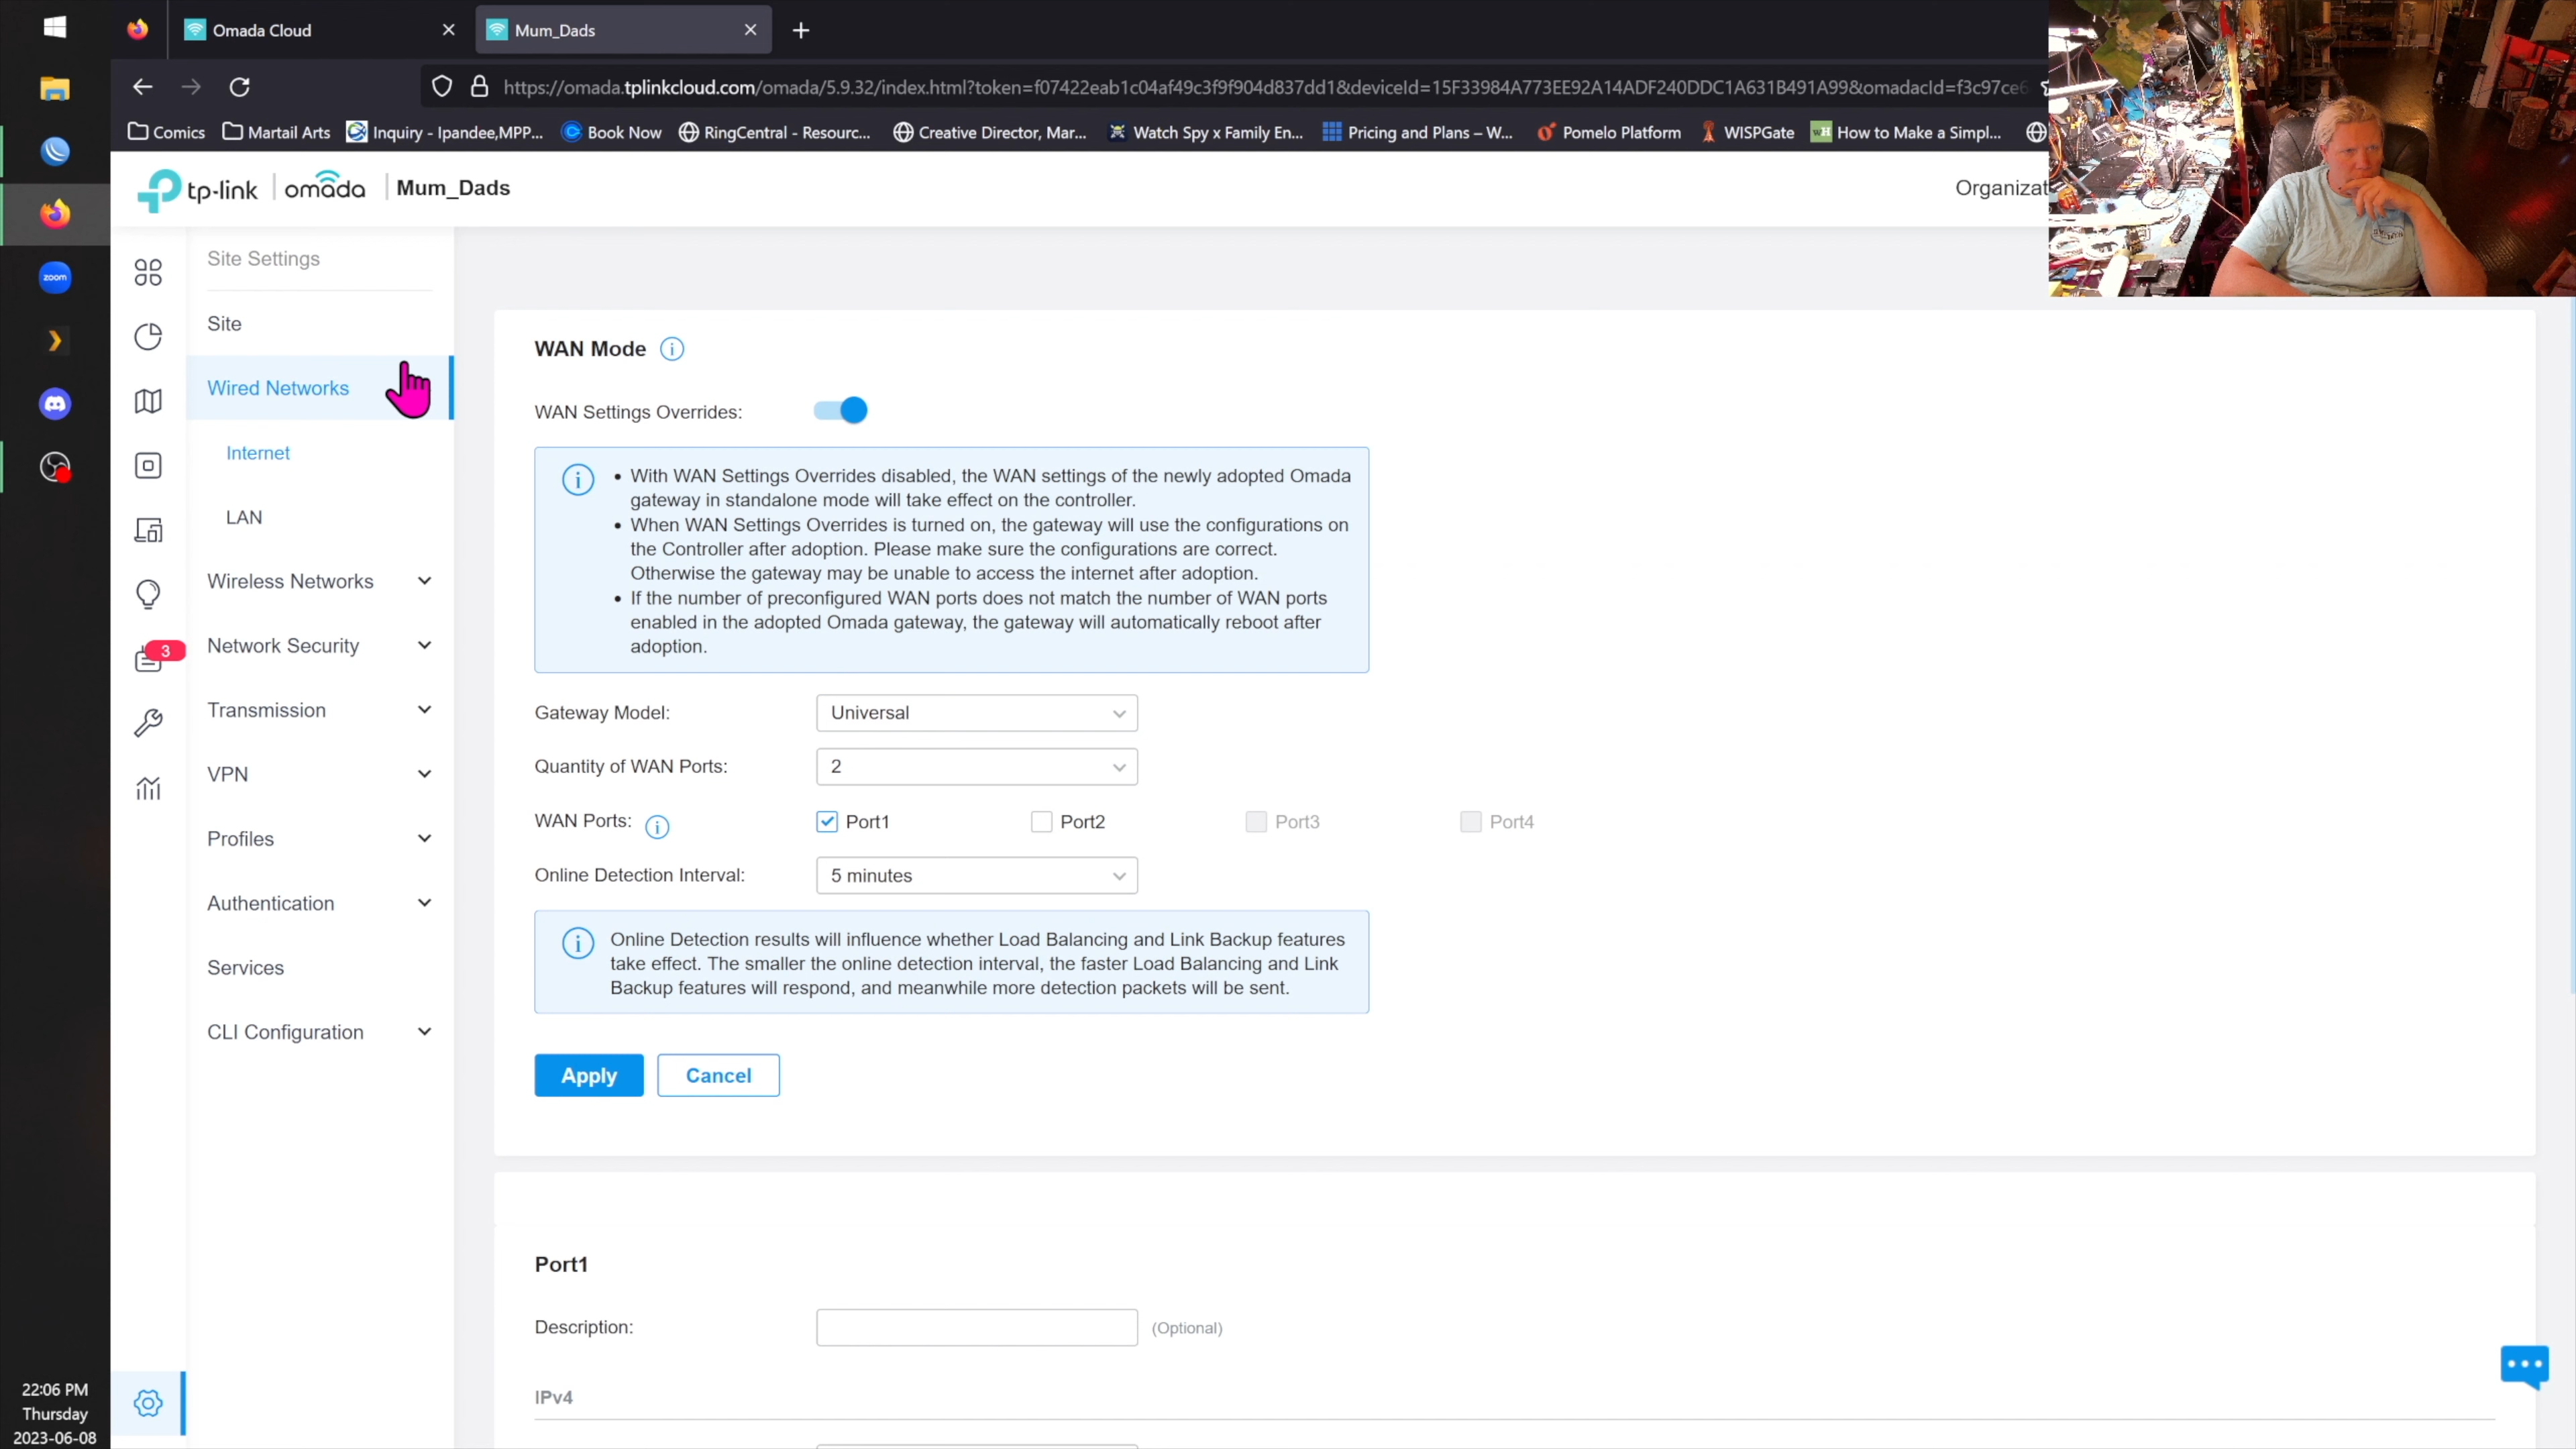 Omada Cloud
Mum_Dads
https://omada.tplinkcloud.com/omada/5.9.32/index.html?token=f07422eab1c04af49c3f9f904d837dd1&deviceId=15F33984A773EE92A14ADF240DDC1A631B491A99&omadacId=f3c97ce6
Comics
Martail Arts
Inquiry - Ipandee,MPP...
Book Now
RingCentral - Resourc...
Creative Director, Mar...
Watch Spy x Family En...
Pricing and Plans – W...
Pomelo Platform
WISPGate
How to Make a Simpl...
tp-link | omada | Mum_Dads
Organizat
zoom
Site Settings
Site
Wired Networks
Internet
LAN
Wireless Networks
Network Security
3
Transmission
VPN
Profiles
Authentication
Services
CLI Configuration
WAN Mode
WAN Settings Overrides:
• With WAN Settings Overrides disabled, the WAN settings of the newly adopted Omada
gateway in standalone mode will take effect on the controller.
• When WAN Settings Overrides is turned on, the gateway will use the configurations on
the Controller after adoption. Please make sure the configurations are correct.
Otherwise the gateway may be unable to access the internet after adoption.
• If the number of preconfigured WAN ports does not match the number of WAN ports
enabled in the adopted Omada gateway, the gateway will automatically reboot after
adoption.
Gateway Model: Universal
Quantity of WAN Ports: 2
WAN Ports: Port1 Port2 Port3 Port4
Online Detection Interval: 5 minutes
Online Detection results will influence whether Load Balancing and Link Backup features
take effect. The smaller the online detection interval, the faster Load Balancing and Link
Backup features will respond, and meanwhile more detection packets will be sent.
Apply Cancel
Port1
Description: (Optional)
IPv4
22:06 PM
Thursday
2023-06-08